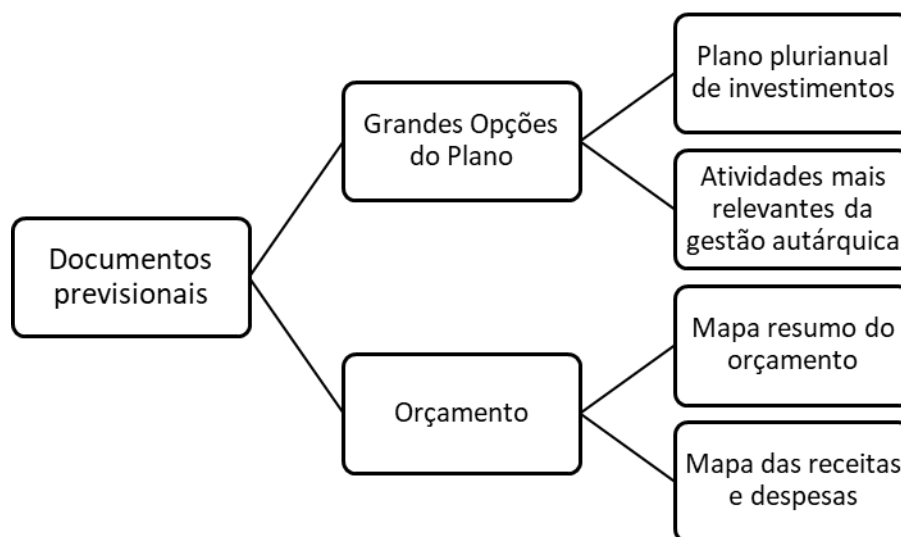 Documentos
previsionais
Grandes Opções
do Plano
Plano plurianual
de investimentos
Atividades mais
relevantes da
gestão autárquica
Orçamento
Mapa resumo do
orçamento
Mapa das receitas
e despesas